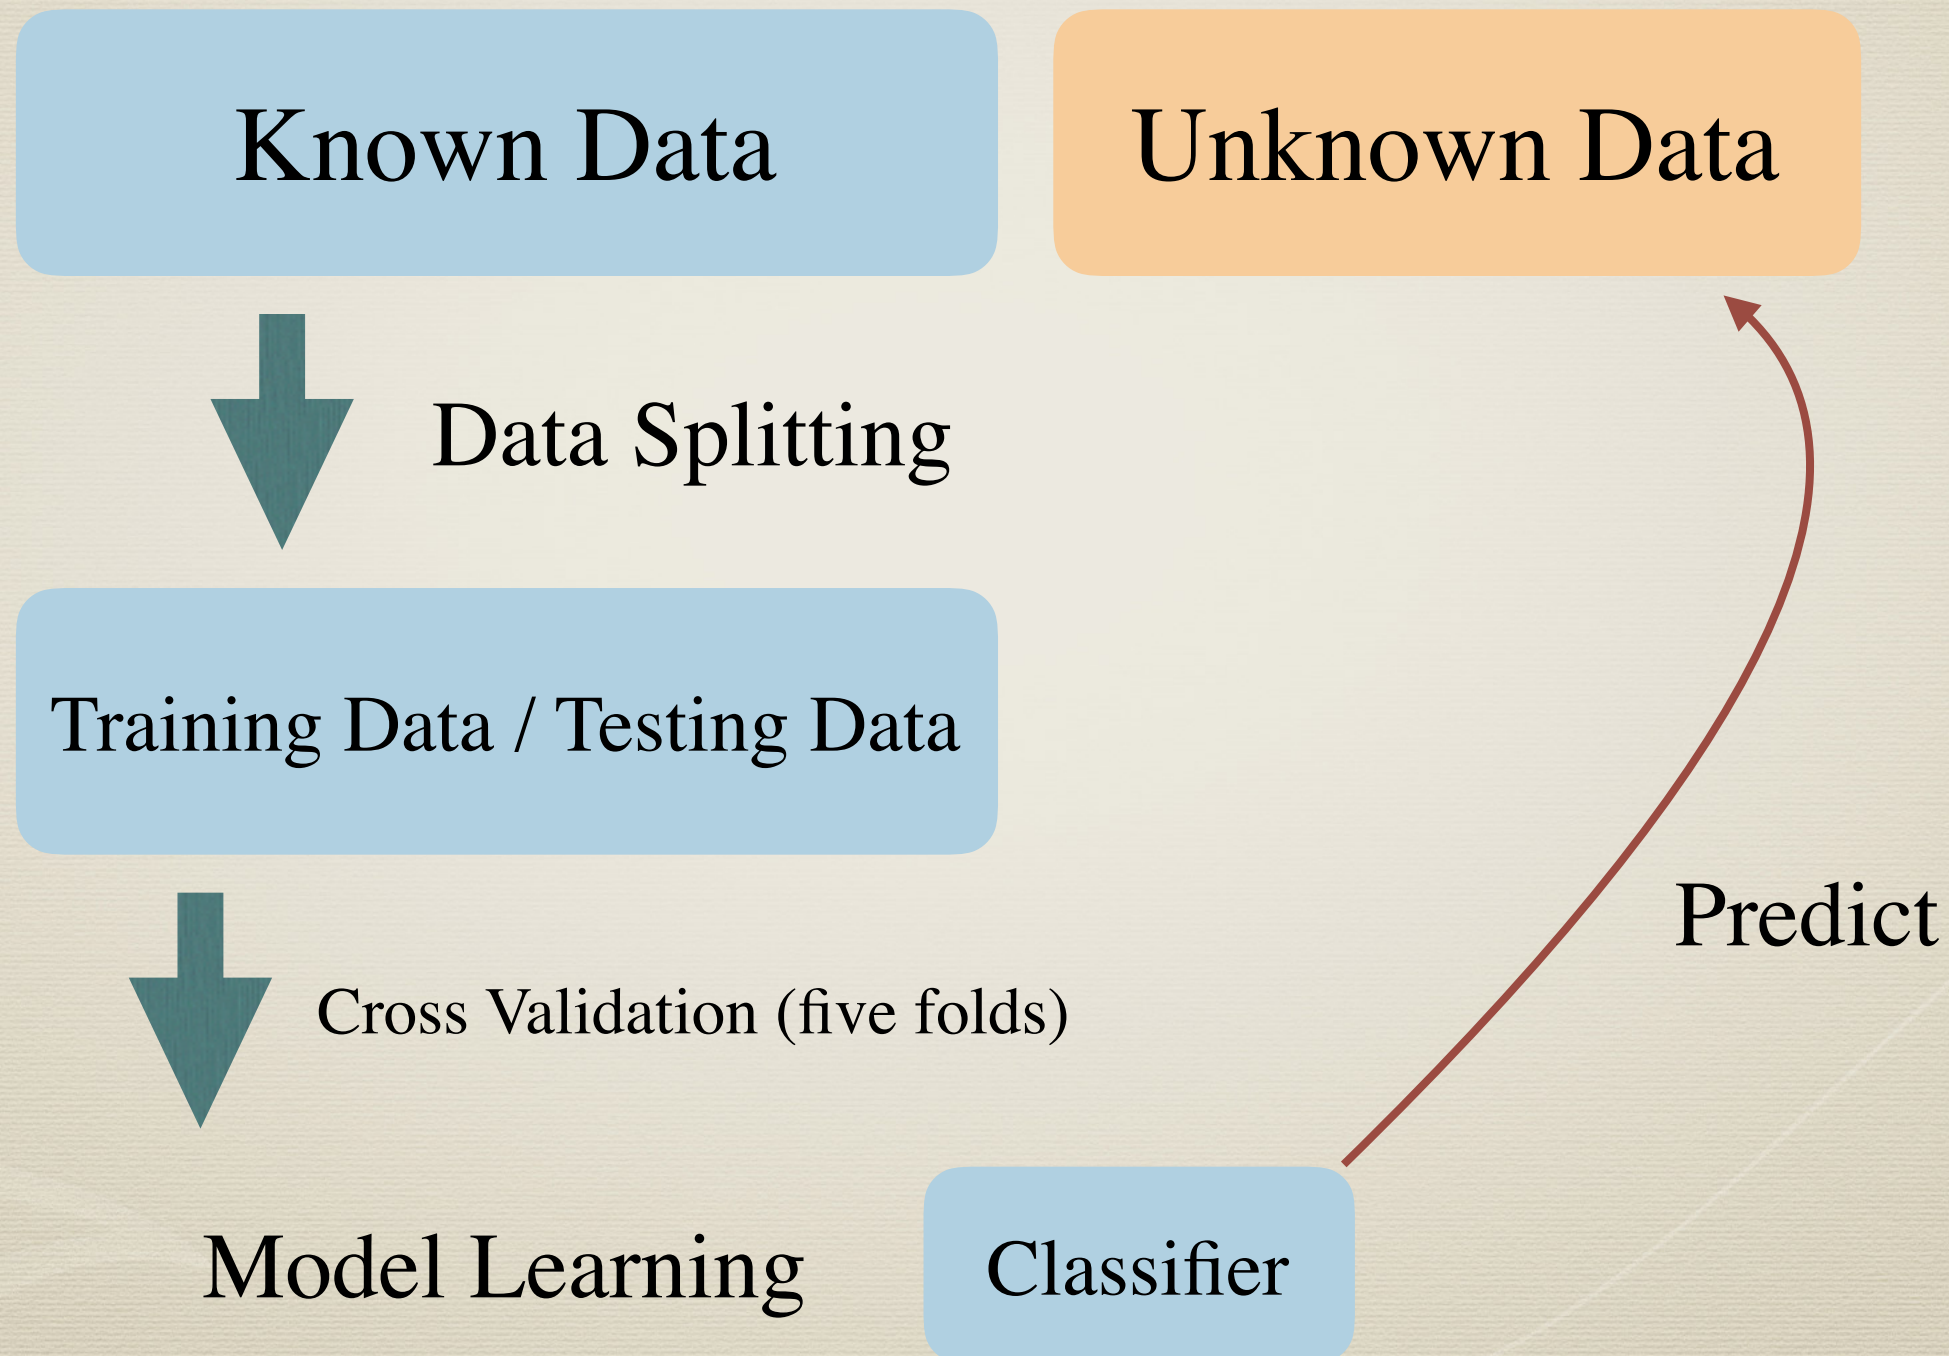 Known Data
Unknown Data
Data Splitting
Training Data / Testing Data
Predict
Cross Validation (five folds)
Model Learning
Classifier